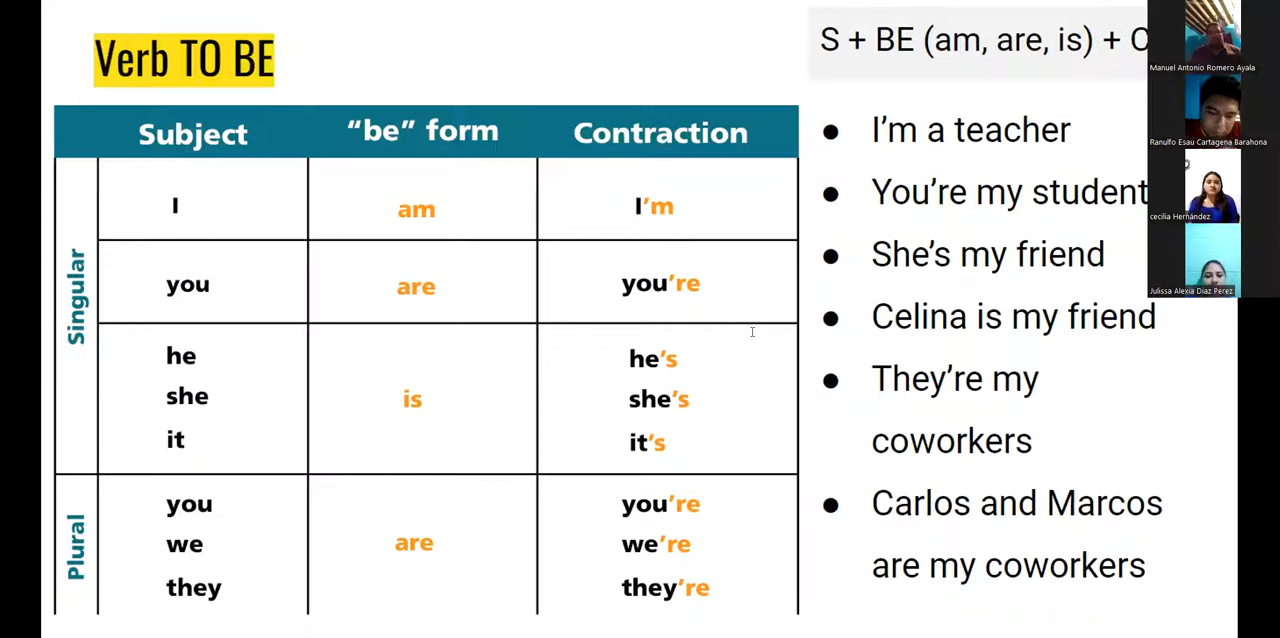 Verb TO BE
S + BE (am, are, is) + C
Subject
"be" form
Contraction
Singular
I
am
I'm
you
are
you're
he
she
it
is
he's
she's
it's
Plural
you
we
they
are
you're
we're
they're
● I'm a teacher
● You're my student
● She's my friend
● Celina is my friend
● They're my
coworkers
● Carlos and Marcos
are my coworkers
Manuel Antonio Romero Ayala
Ranulfo Esau Cartagena Barahona
cecilia Hernández
Julissa Alexia Diaz Perez